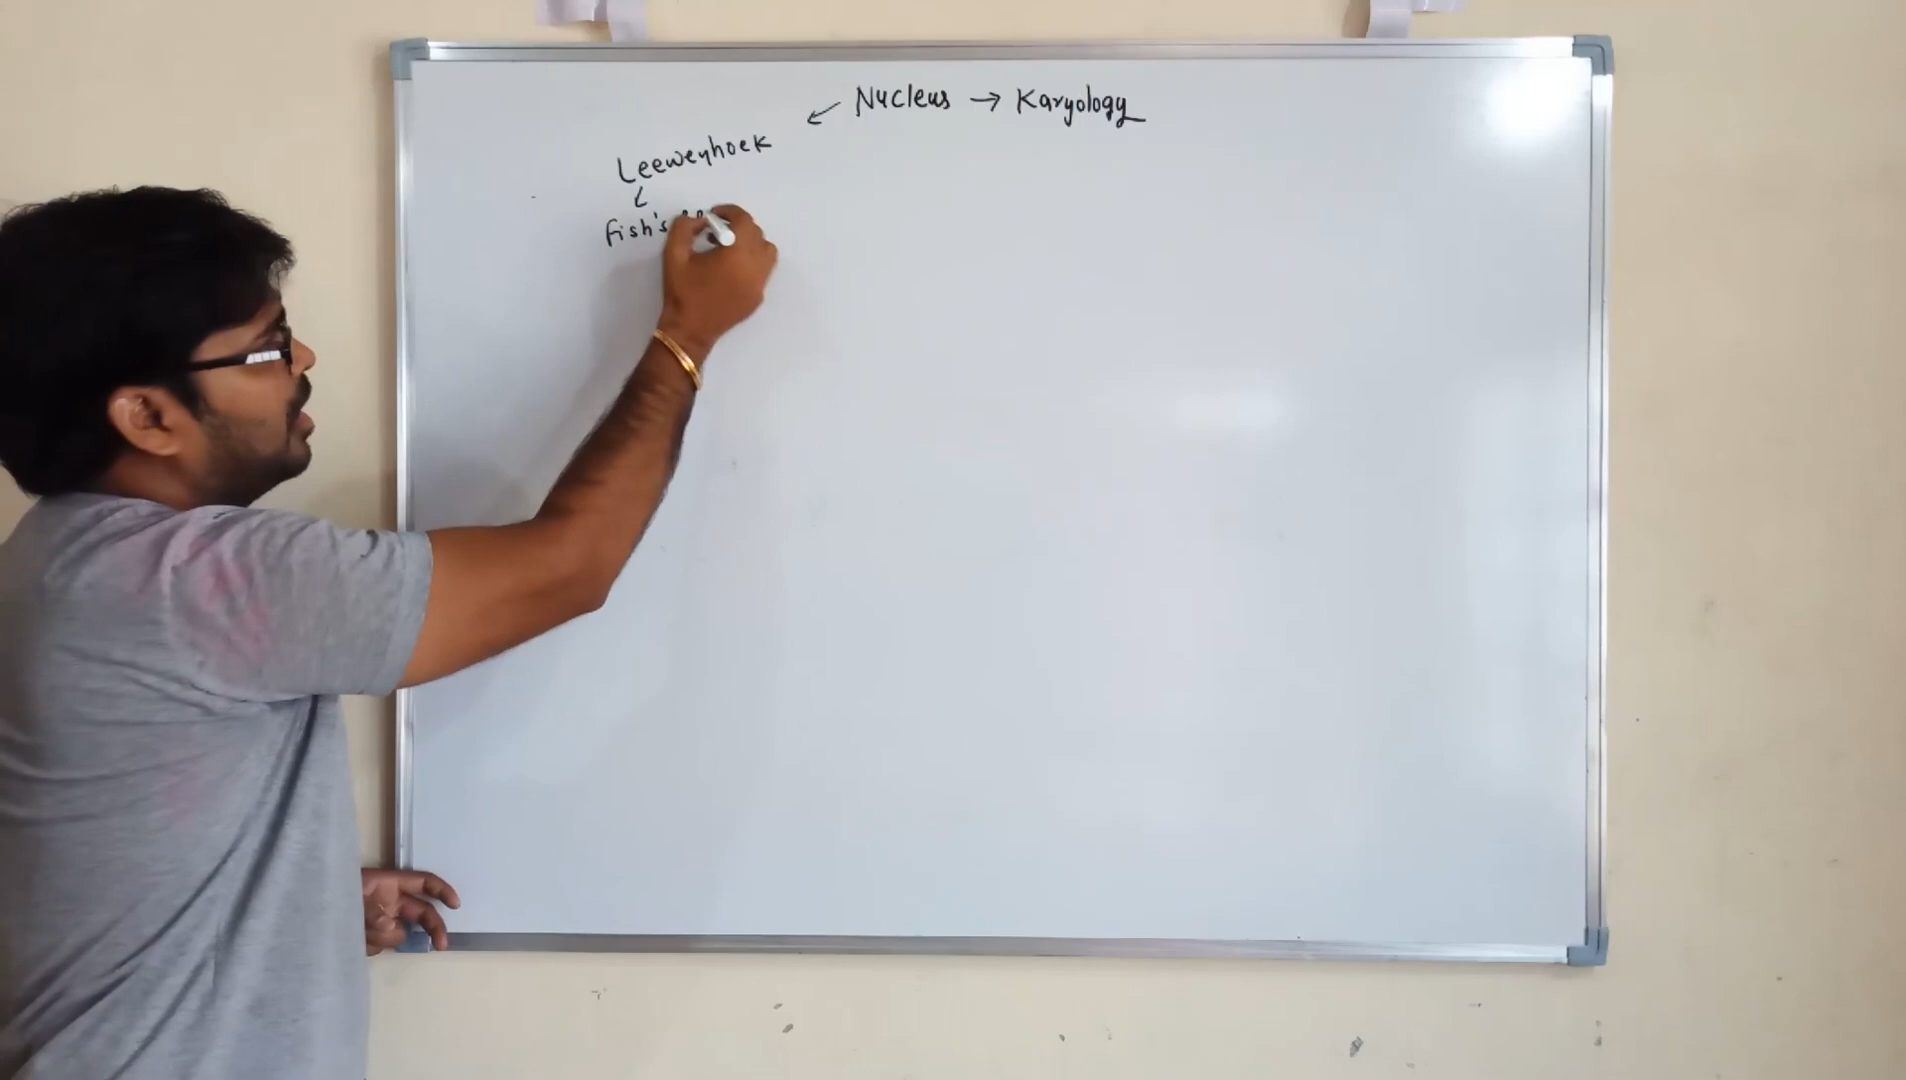 ← Nucleus → Karyology
Leewenhoek
↓
fish's